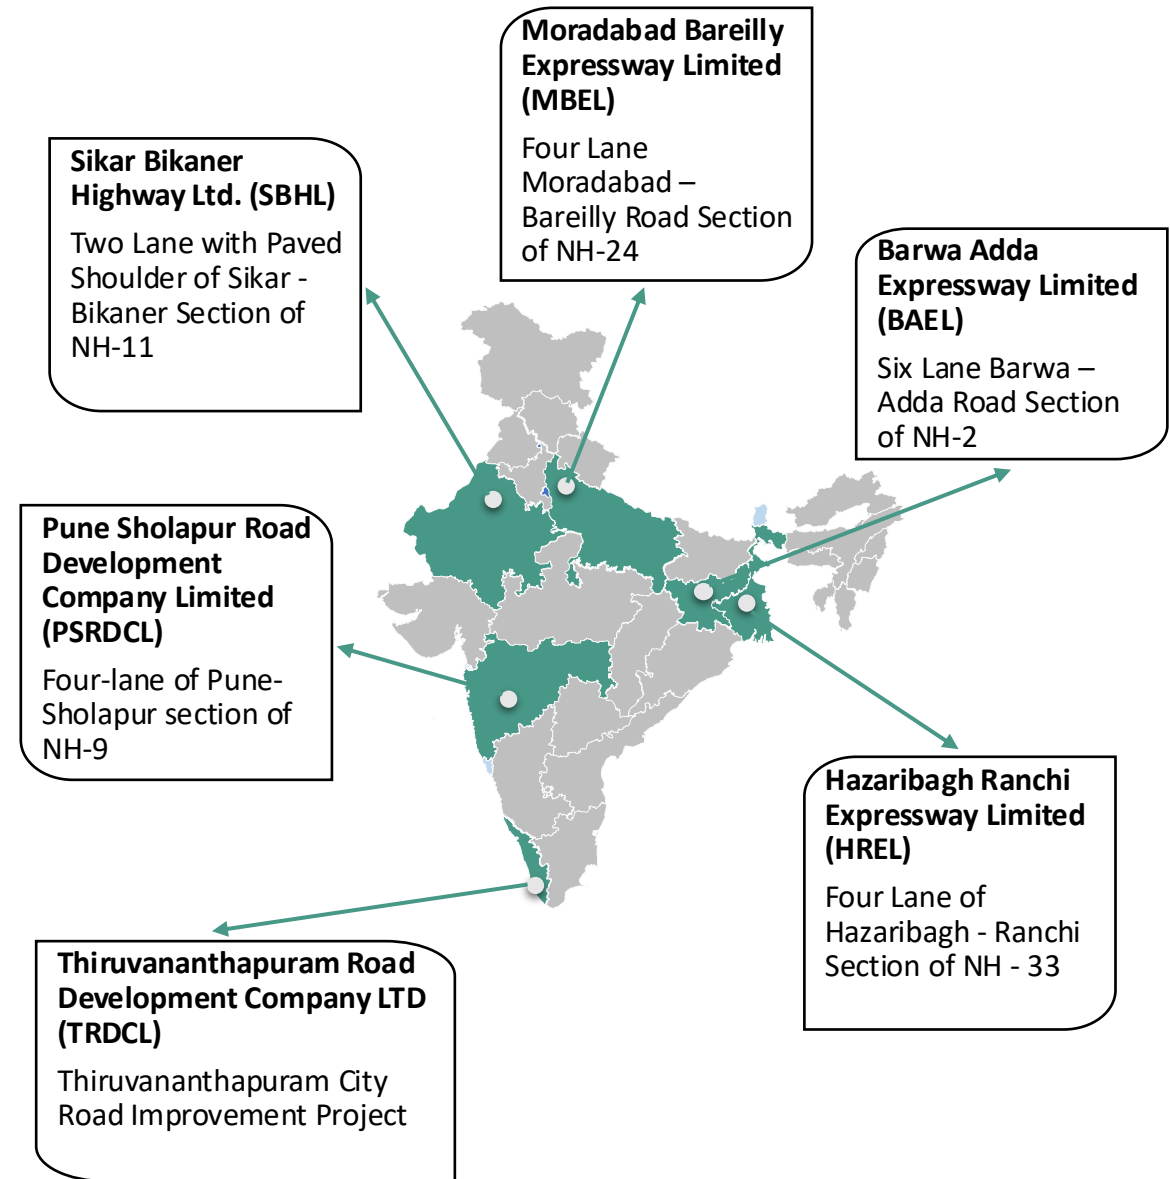 Moradabad Bareilly
Expressway Limited
(MBEL)
Four Lane
Moradabad –
Bareilly Road Section
of NH-24
Sikar Bikaner
Highway Ltd. (SBHL)
Two Lane with Paved
Shoulder of Sikar -
Bikaner Section of
NH-11
Barwa Adda
Expressway Limited
(BAEL)
Six Lane Barwa –
Adda Road Section
of NH-2
Pune Sholapur Road
Development
Company Limited
(PSRDCL)
Four-lane of Pune-
Sholapur section of
NH-9
Hazaribagh Ranchi
Expressway Limited
(HREL)
Four Lane of
Hazaribagh - Ranchi
Section of NH - 33
Thiruvananthapuram Road
Development Company LTD
(TRDCL)
Thiruvananthapuram City
Road Improvement Project